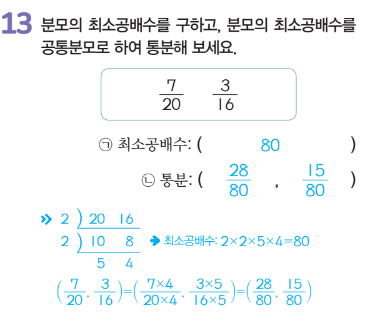 13 분모의 최소공배수를 구하고, 분모의 최소공배수를
공통분모로 하여 통분해 보세요.
7/20 3/16
㉠ 최소공배수: ( 80 )
㉡ 통분: ( 28/80 , 15/80 )
≫ 2 ) 20 16
2 ) 10 8 ➔ 최소공배수: 2×2×5×4=80
5 4
(7/20, 3/16)=(7×4/20×4, 3×5/16×5)=(28/80, 15/80)